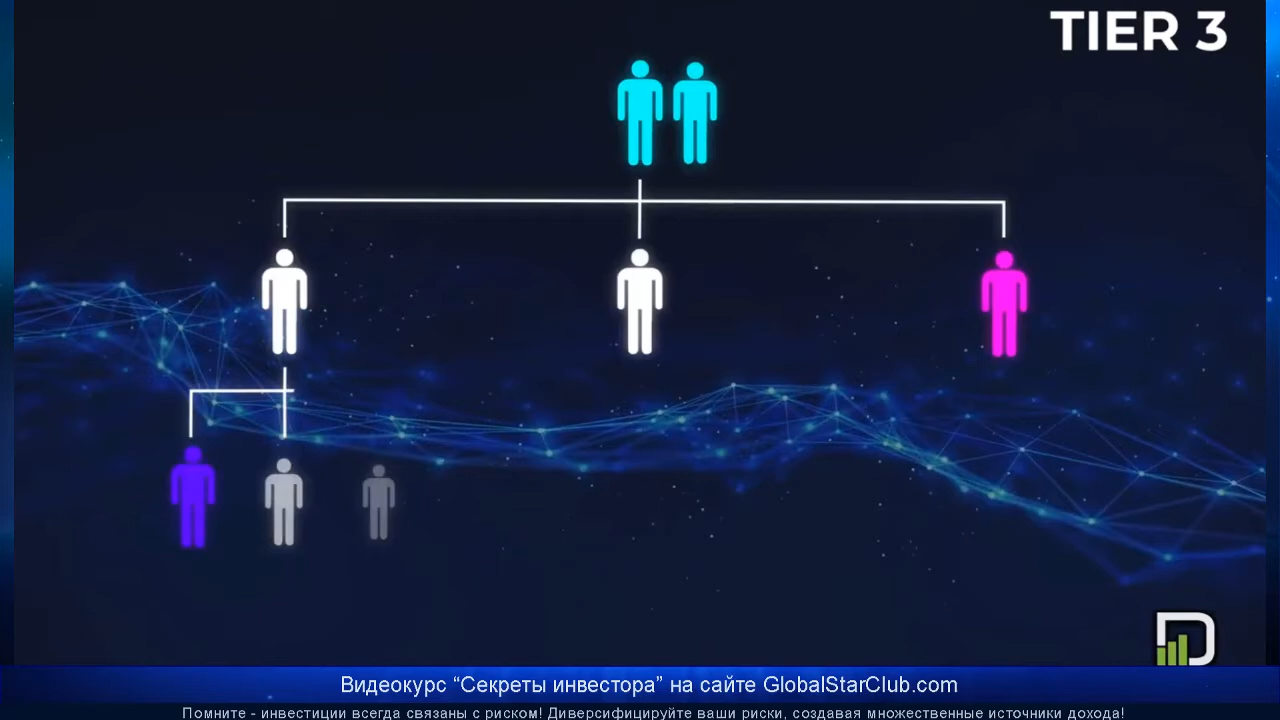 TIER 3
Видеокурс “Секреты инвестора” на сайте GlobalStarClub.com
Помните - инвестиции всегда связаны с риском! Диверсифицируйте ваши риски, создавая множественные источники дохода!